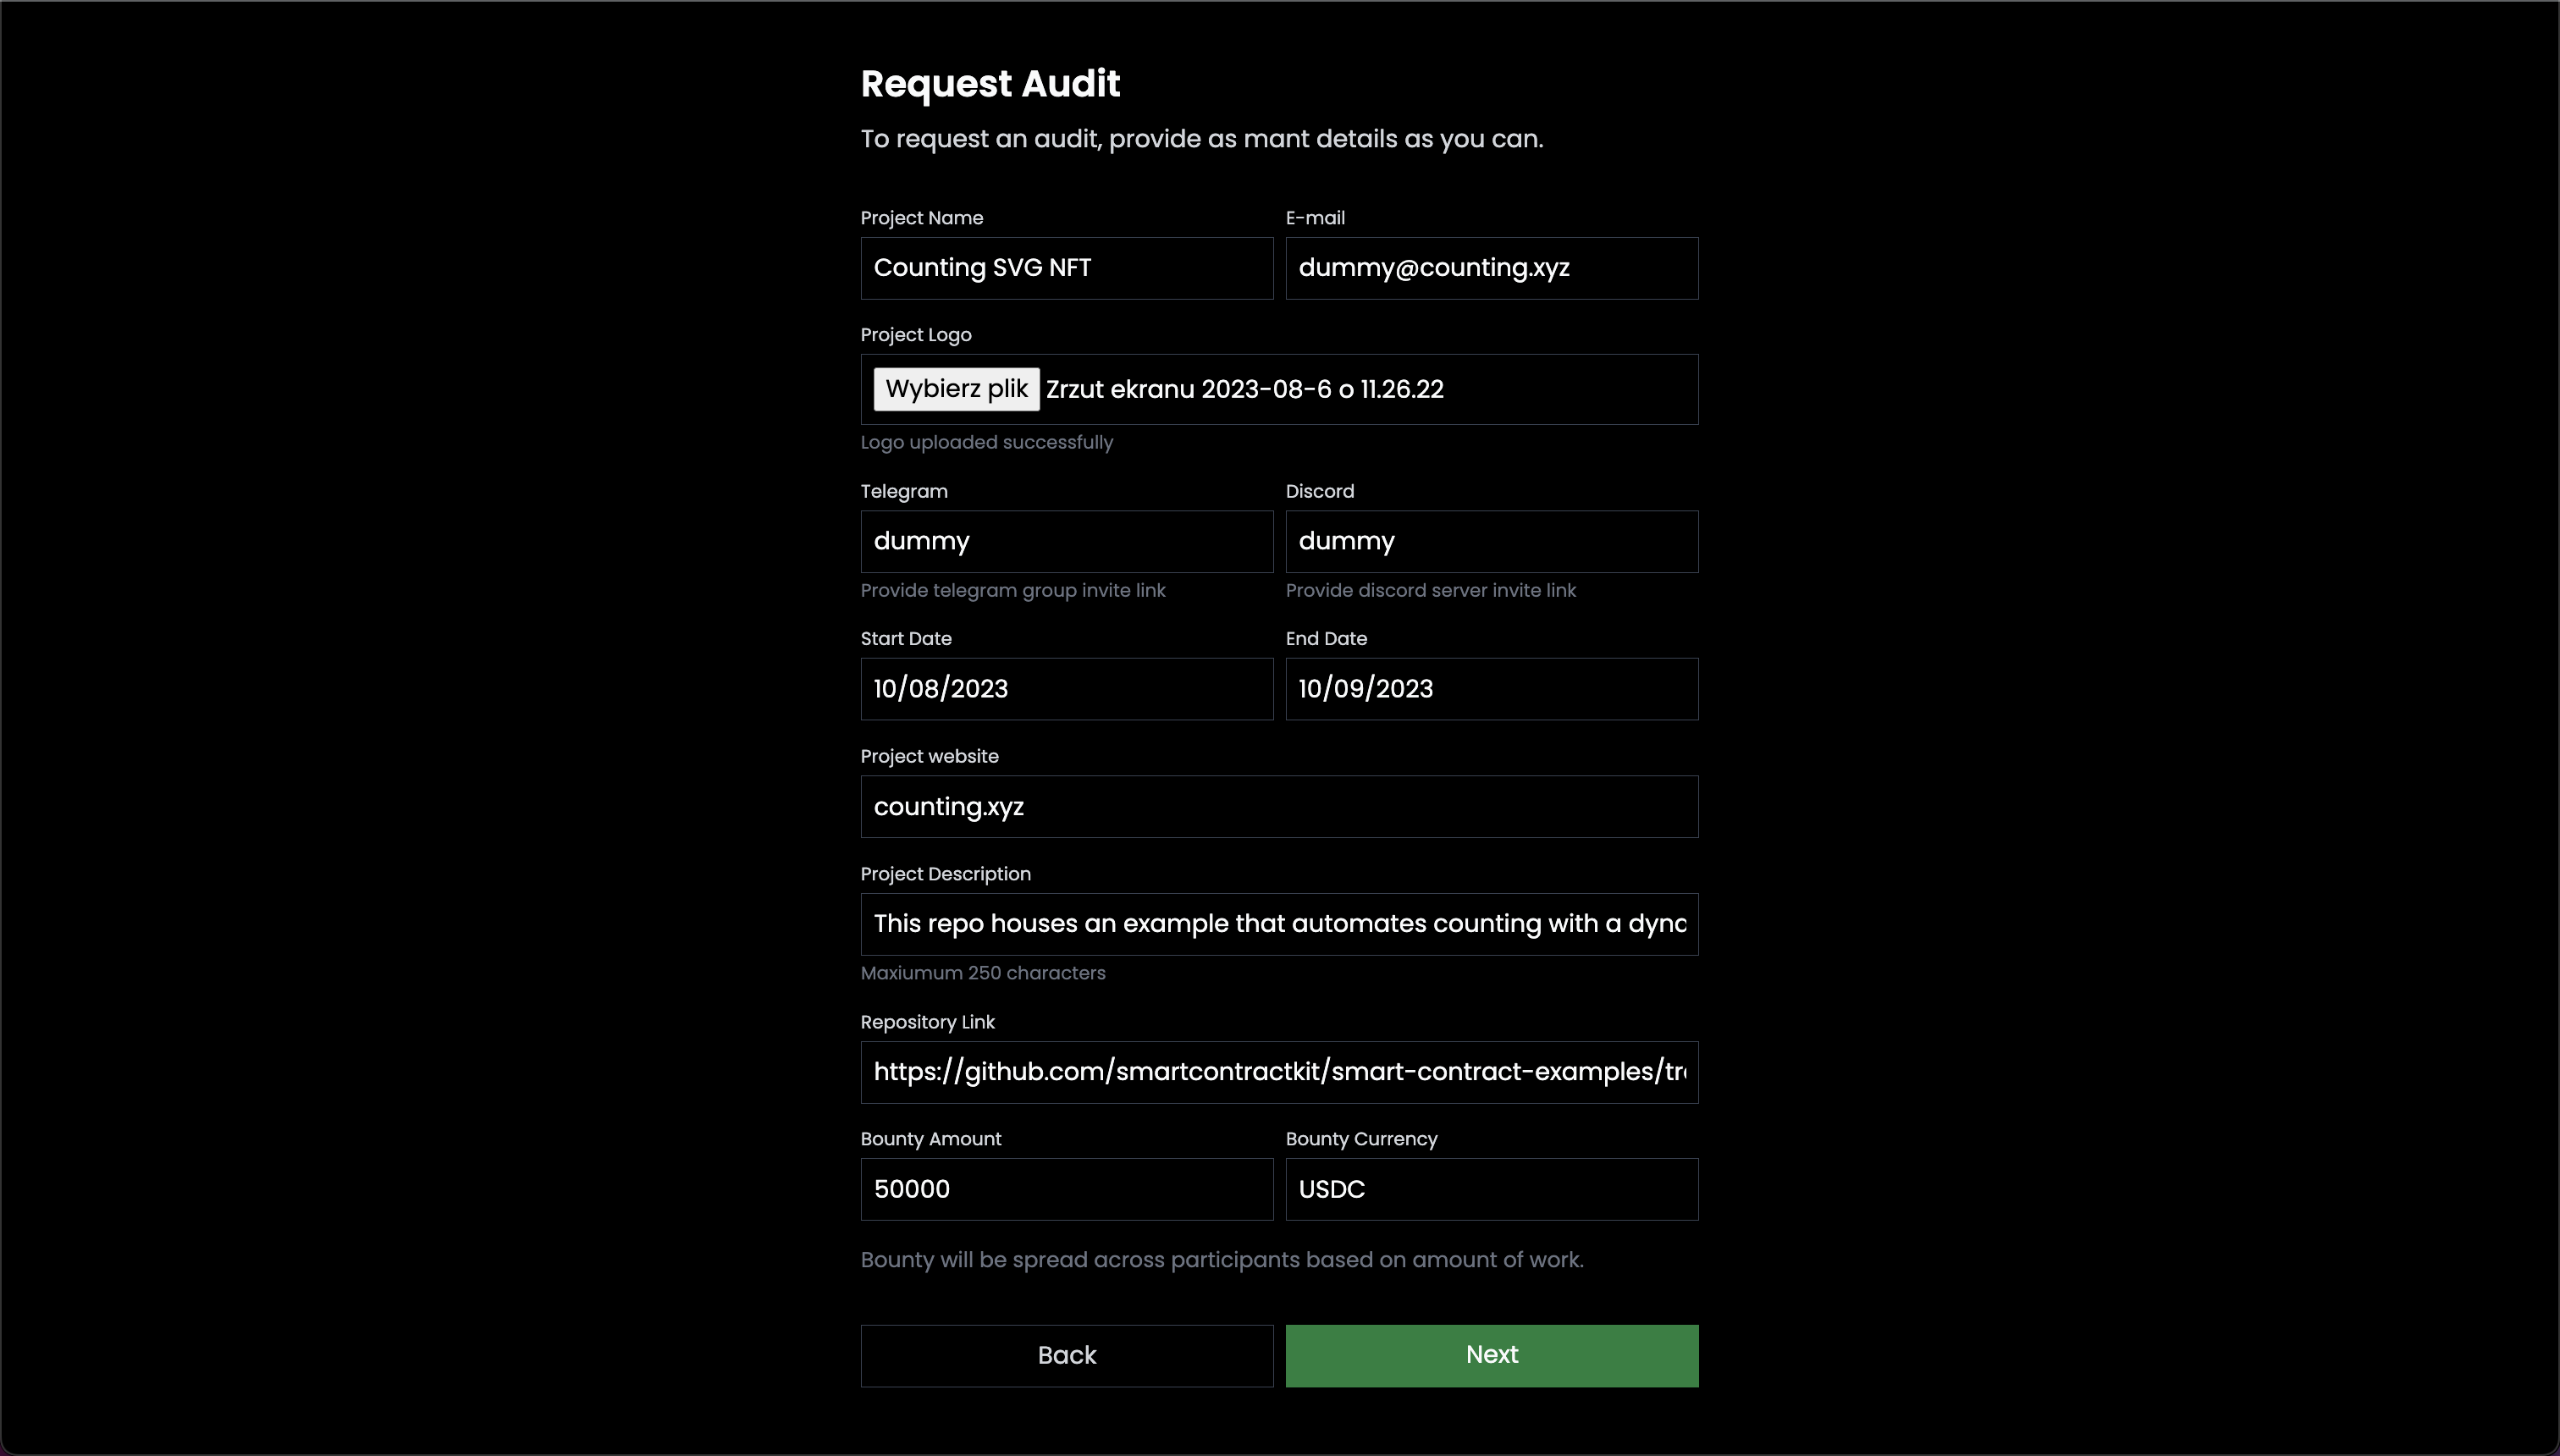 Request Audit
To request an audit, provide as mant details as you can.
Project Name
E-mail
Counting SVG NFT
dummy@counting.xyz
Project Logo
Wybierz plik Zrzut ekranu 2023-08-6 o 11.26.22
Logo uploaded successfully
Telegram
Discord
dummy
dummy
Provide telegram group invite link
Provide discord server invite link
Start Date
End Date
10/08/2023
10/09/2023
Project website
counting.xyz
Project Description
This repo houses an example that automates counting with a
Maxiumum 250 characters
Repository Link
https://github.com/smartcontractkit/smart-contract-examples/
Bounty Amount
Bounty Currency
50000
USDC
Bounty will be spread across participants based on amount of work.
Back
Next